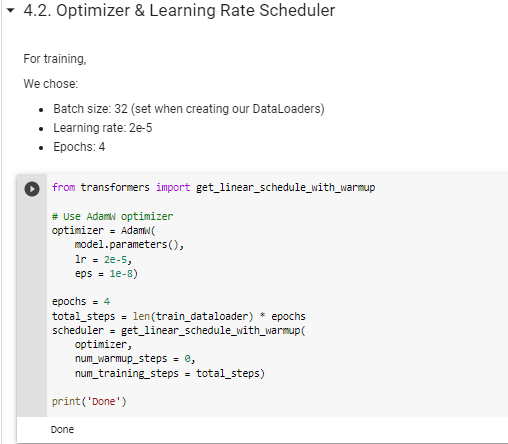 4.2. Optimizer & Learning Rate Scheduler
For training,
We chose:
• Batch size: 32 (set when creating our DataLoaders)
• Learning rate: 2e-5
• Epochs: 4
from transformers import get_linear_schedule_with_warmup
# Use AdamW optimizer
optimizer = AdamW(
    model.parameters(),
    lr = 2e-5,
    eps = 1e-8)
epochs = 4
total_steps = len(train_dataloader) * epochs
scheduler = get_linear_schedule_with_warmup(
    optimizer,
    num_warmup_steps = 0,
    num_training_steps = total_steps)
print('Done')
Done